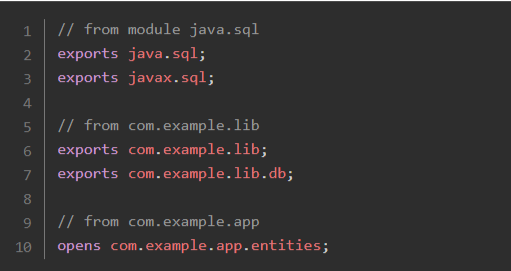 1 // from module java.sql
2 exports java.sql;
3 exports javax.sql;
4
5 // from com.example.lib
6 exports com.example.lib;
7 exports com.example.lib.db;
8
9 // from com.example.app
10 opens com.example.app.entities;